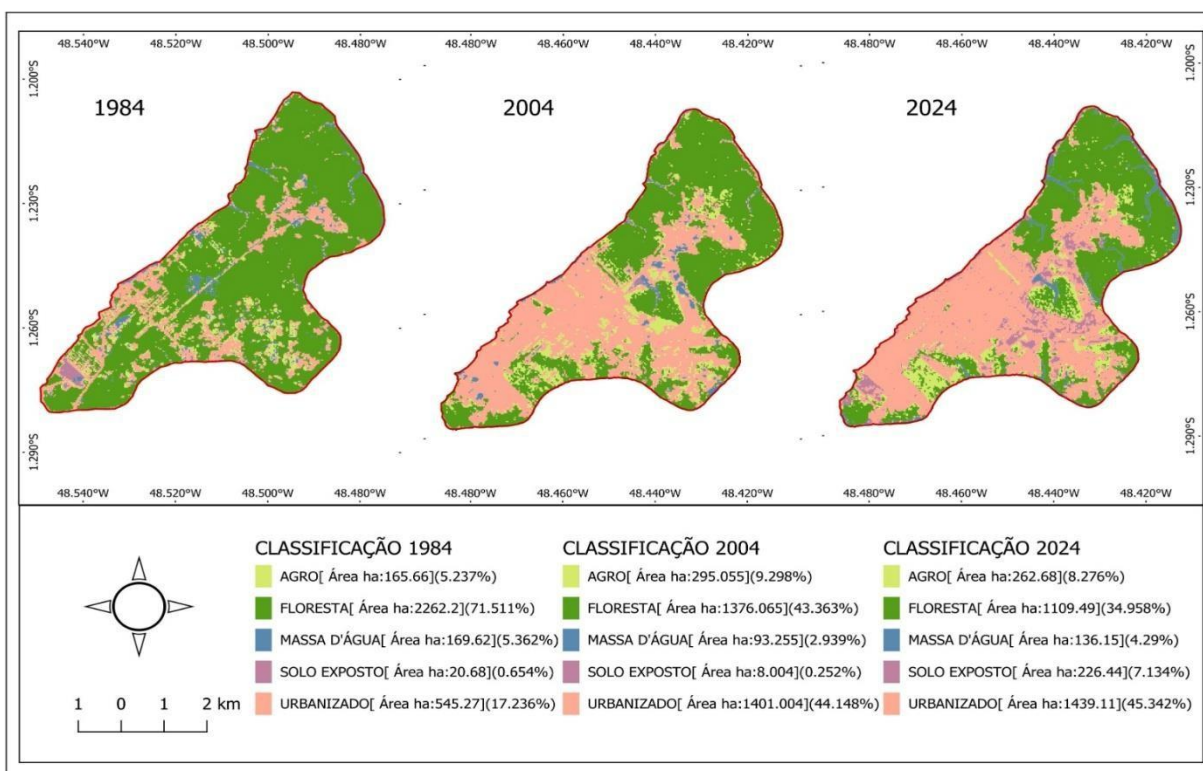 48.540°W 48.520°W 48.500°W 48.480°W 48.480°W 48.460°W 48.440°W 48.420°W 48.480°W 48.460°W 48.440°W 48.420°W
1.200°S 1.200°S
1984 2004 2024
1.230°S 1.230°S
1.260°S 1.260°S
1.290°S 1.290°S
48.540°W 48.520°W 48.500°W 48.480°W 48.480°W 48.460°W 48.440°W 48.420°W 48.480°W 48.460°W 48.440°W 48.420°W
CLASSIFICAÇÃO 1984
AGRO[ Área ha:165.66](5.237%)
FLORESTA[ Área ha:2262.2](71.511%)
MASSA D'ÁGUA[ Área ha:169.62](5.362%)
SOLO EXPOSTO[ Área ha:20.68](0.654%)
URBANIZADO[ Área ha:545.27](17.236%)
CLASSIFICAÇÃO 2004
AGRO[ Área ha:295.055](9.298%)
FLORESTA[ Área ha:1376.065](43.363%)
MASSA D'ÁGUA[ Área ha:93.255](2.939%)
SOLO EXPOSTO[ Área ha:8.004](0.252%)
URBANIZADO[ Área ha:1401.004](44.148%)
CLASSIFICAÇÃO 2024
AGRO[ Área ha:262.68](8.276%)
FLORESTA[ Área ha:1109.49](34.958%)
MASSA D'ÁGUA[ Área ha:136.15](4.29%)
SOLO EXPOSTO[ Área ha:226.44](7.134%)
URBANIZADO[ Área ha:1439.11](45.342%)
1 0 1 2 km